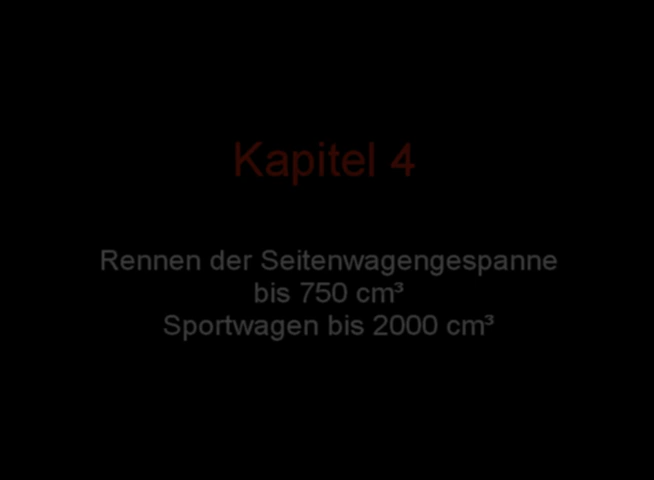 Kapitel 4
Rennen der Seitenwagengespanne
bis 750 cm³
Sportwagen bis 2000 cm³